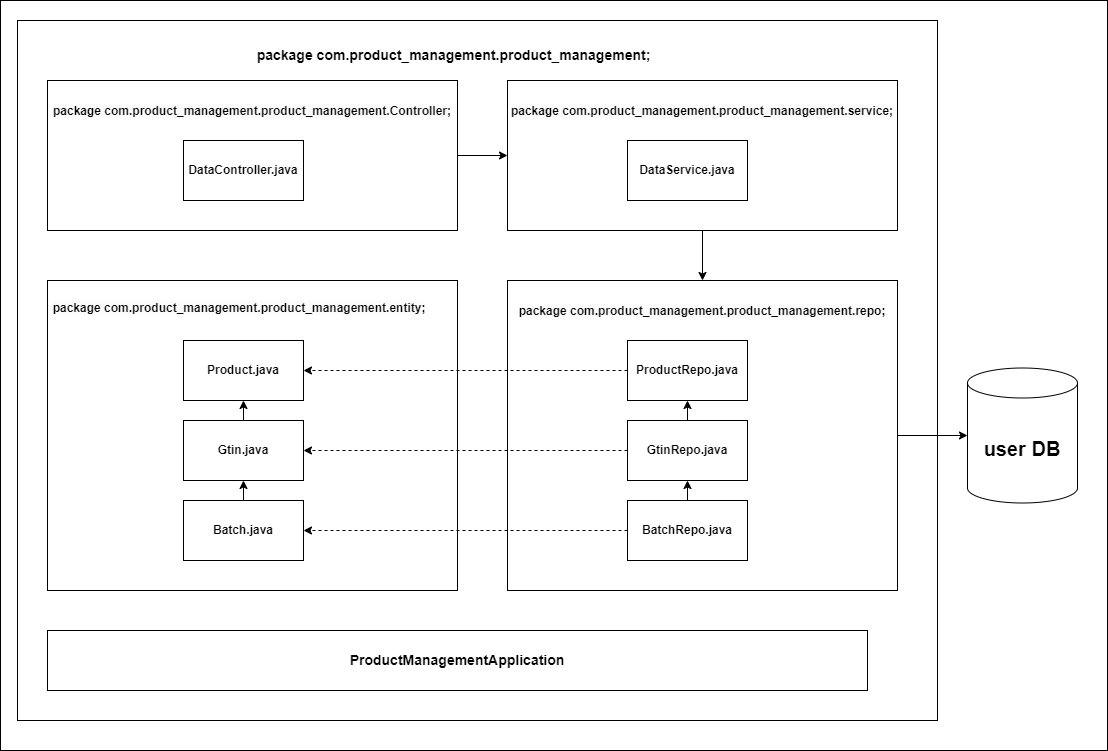 package com.product_management.product_management;
package com.product_management.product_management.Controller;
package com.product_management.product_management.service;
DataController.java
DataService.java
package com.product_management.product_management.entity;
package com.product_management.product_management.repo;
Product.java
ProductRepo.java
Gtin.java
GtinRepo.java
user DB
Batch.java
BatchRepo.java
ProductManagementApplication